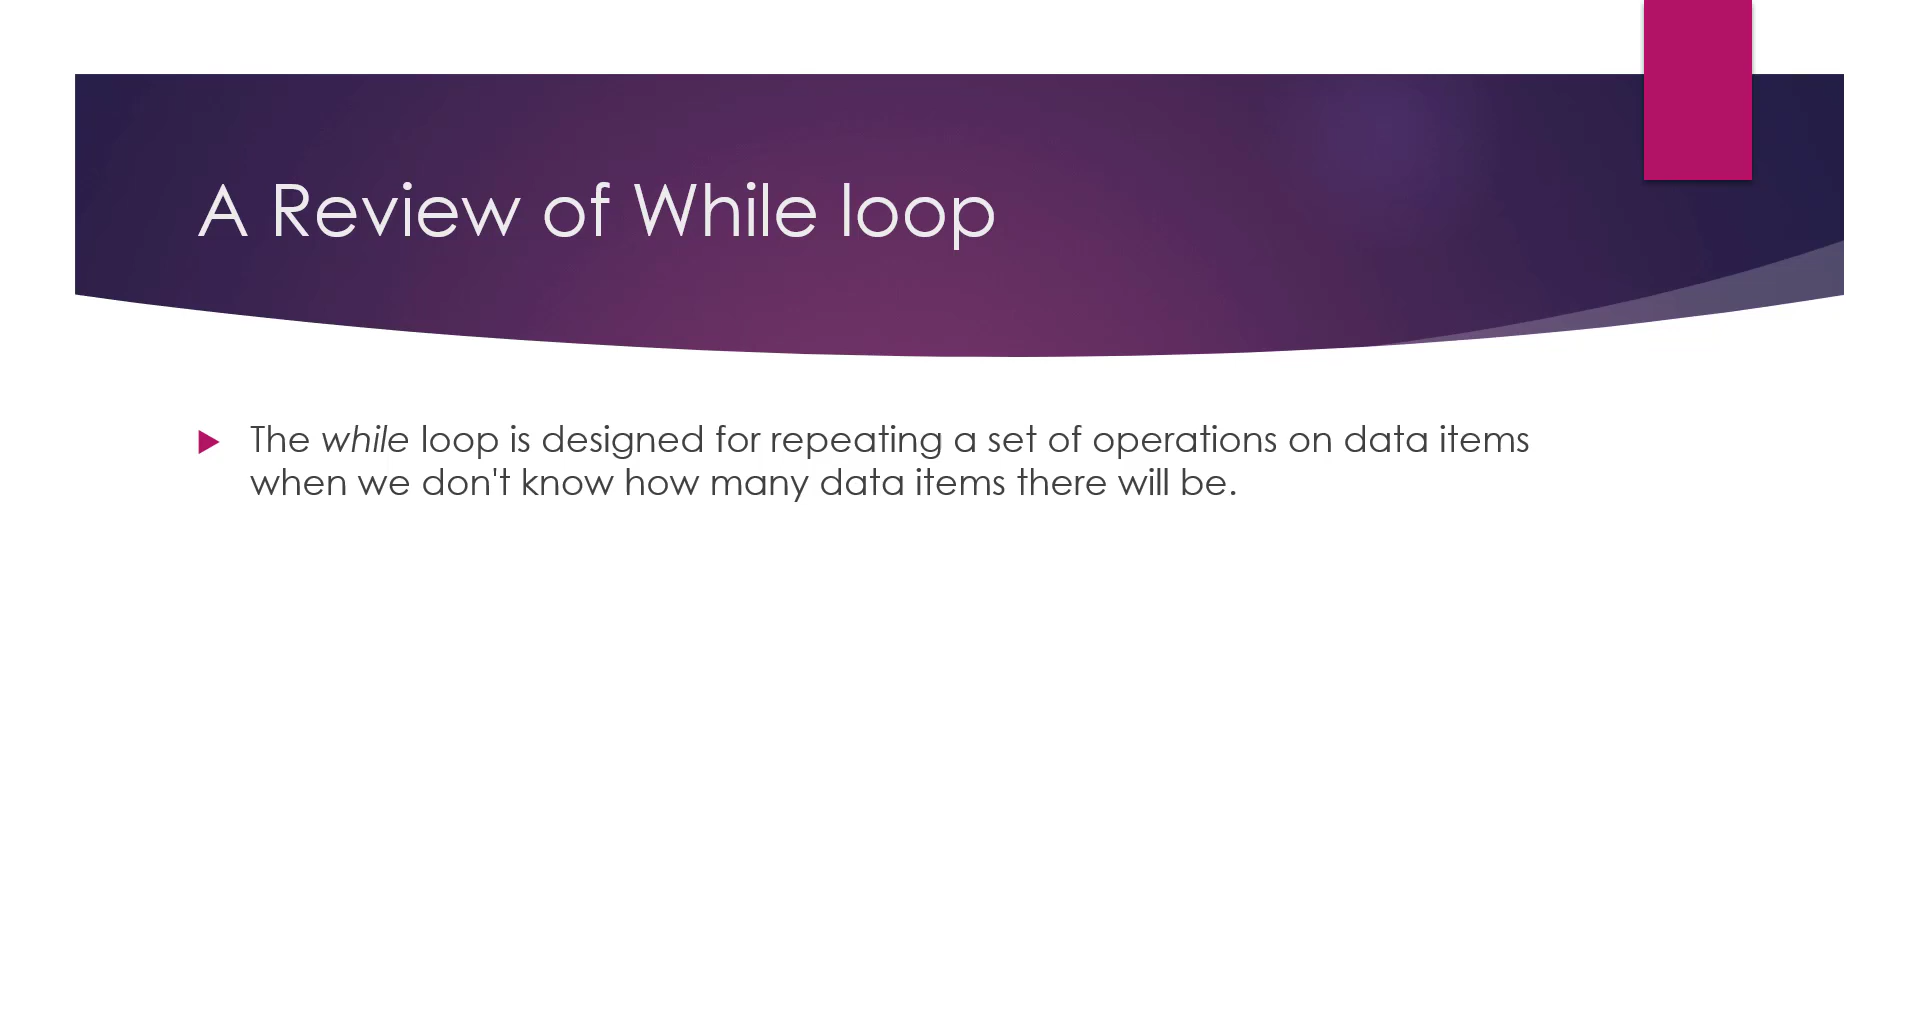 A Review of While loop
The while loop is designed for repeating a set of operations on data items
when we don't know how many data items there will be.